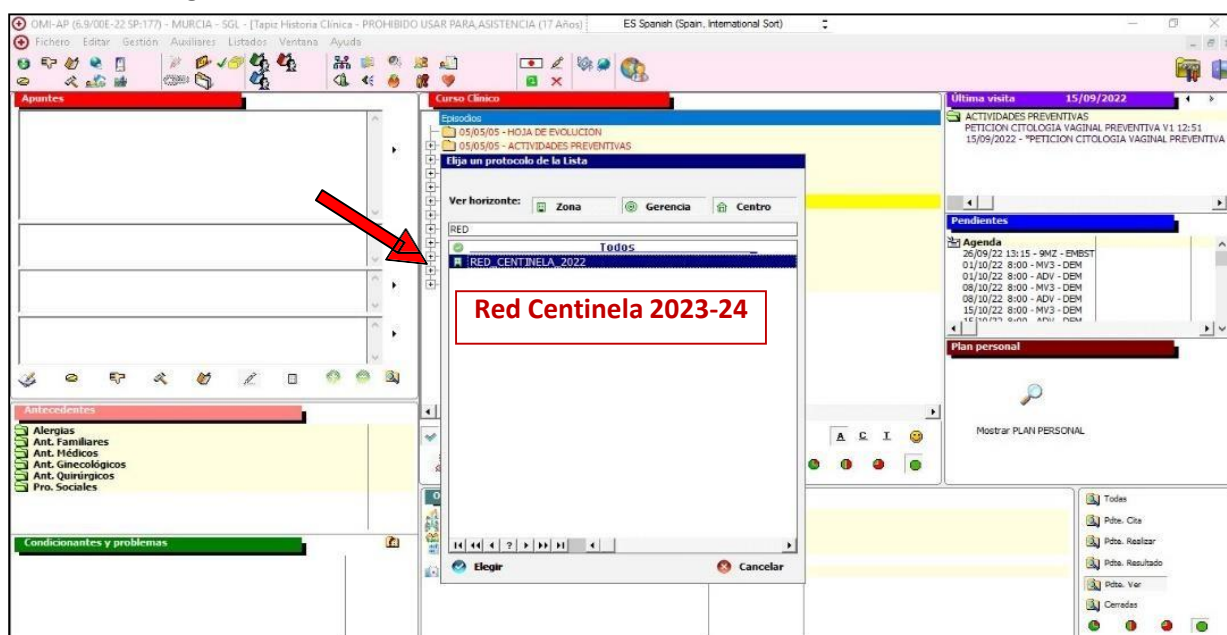 OMI-AP (6.9/00E-22 SP:177) - MURCIA - SGL - [Tapiz Historia Clínica - PROHIBIDO USAR PARA,ASISTENCIA (17 Años)
ES Spanish (Spain, International Sort)
Fichero Editar Gestión Auxiliares Listados Ventana Ayuda
Apuntes
Curso Clínico
Episodios
05/05/05 - HOJA DE EVOLUCION
05/05/05 - ACTIVIDADES PREVENTIVAS
Elija un protocolo de la Lista
Ver horizonte:
Zona
Gerencia
Centro
RED
Todos
RED_CENTINELA_2022
Red Centinela 2023-24
Elegir
Cancelar
Última visita 15/09/2022
ACTIVIDADES PREVENTIVAS
PETICION CITOLOGIA VAGINAL PREVENTIVA V1 12:51
15/09/2022 - "PETICION CITOLOGIA VAGINAL PREVENTIVA
Pendientes
Agenda
26/09/22 13:15 - 9MZ - EMBST
01/10/22 8:00 - MV3 - DEM
01/10/22 8:00 - ADV - DEM
08/10/22 8:00 - MV3 - DEM
08/10/22 8:00 - ADV - DEM
15/10/22 8:00 - MV3 - DEM
15/10/22 8:00 - ADV - DEM
Plan personal
Mostrar PLAN PERSONAL
A C I
Antecedentes
Alergias
Ant. Familiares
Ant. Médicos
Ant. Ginecológicos
Ant. Quirúrgicos
Pro. Sociales
Condicionantes y problemas
Todas
Pdte. Cita
Pdte. Realizar
Pdte. Resultado
Pdte. Ver
Cerradas